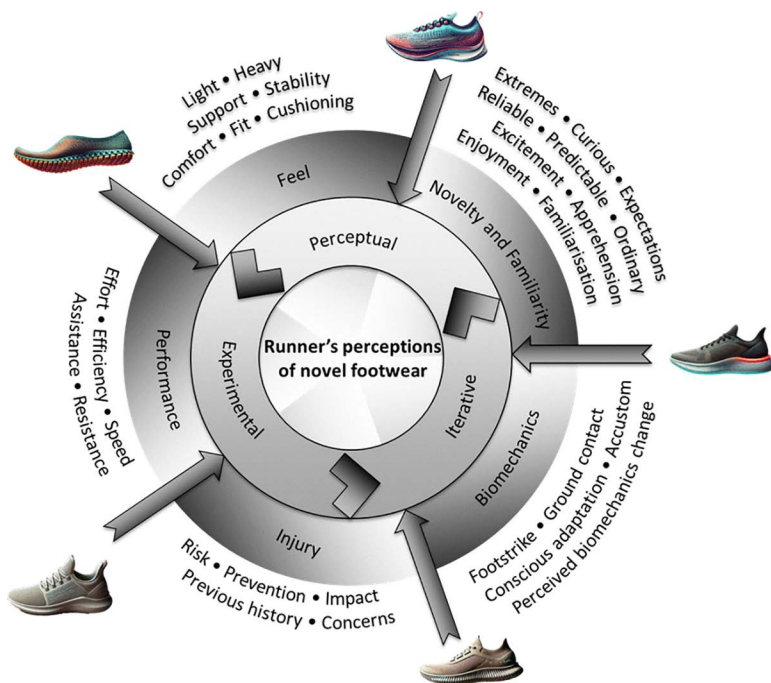 Light • Heavy
Support • Stability
Comfort • Fit • Cushioning
Feel
Extremes • Curious • Expectations
Reliable • Predictable • Ordinary
Excitement • Apprehension
Enjoyment • Familiarisation
Novelty and Familiarity
Perceptual
Runner's perceptions
of novel footwear
Experimental
Iterative
Performance
Effort • Efficiency • Speed
Assistance • Resistance
Biomechanics
Footstrike • Ground contact
Conscious adaptation • Accustom
Perceived biomechanics change
Injury
Risk • Prevention • Impact
Previous history • Concerns